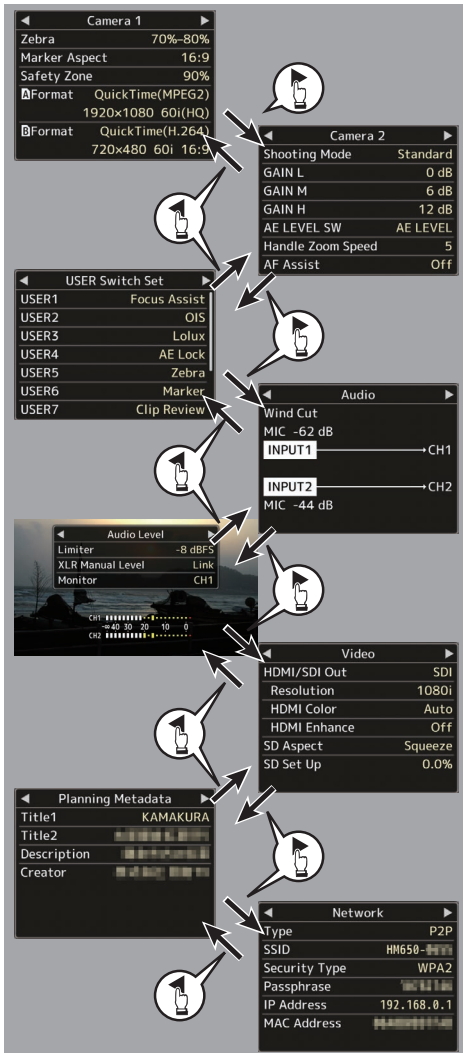 Camera 1
Zebra 70%–80%
Marker Aspect 16:9
Safety Zone 90%
AFormat QuickTime(MPEG2)
1920×1080 60i(HQ)
BFormat QuickTime(H.264)
720×480 60i 16:9
Camera 2
Shooting Mode Standard
GAIN L 0 dB
GAIN M 6 dB
GAIN H 12 dB
AE LEVEL SW AE LEVEL
Handle Zoom Speed 5
AF Assist Off
USER Switch Set
USER1 Focus Assist
USER2 OIS
USER3 Lolux
USER4 AE Lock
USER5 Zebra
USER6 Marker
USER7 Clip Review
Audio
Wind Cut
MIC -62 dB
INPUT1 CH1
INPUT2 CH2
MIC -44 dB
Audio Level
Limiter -8 dBFS
XLR Manual Level Link
Monitor CH1
CH1
-∞ 40 30 20 10 0
CH2
Video
HDMI/SDI Out SDI
Resolution 1080i
HDMI Color Auto
HDMI Enhance Off
SD Aspect Squeeze
SD Set Up 0.0%
Planning Metadata
Title1 KAMAKURA
Title2
Description
Creator
Network
Type P2P
SSID HM650-
Security Type WPA2
Passphrase
IP Address 192.168.0.1
MAC Address